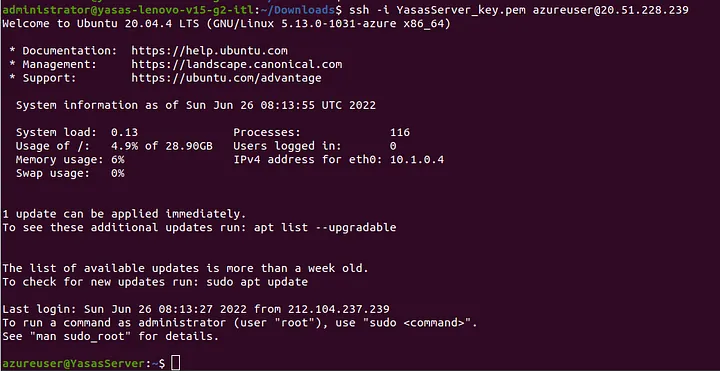 administrator@yasas-lenovo-v15-g2-itl:~/Downloads$ ssh -i YasasServer_key.pem azureuser@20.51.228.239
Welcome to Ubuntu 20.04.4 LTS (GNU/Linux 5.13.0-1031-azure x86_64)
* Documentation:  https://help.ubuntu.com
* Management:     https://landscape.canonical.com
* Support:        https://ubuntu.com/advantage
System information as of Sun Jun 26 08:13:55 UTC 2022
System load:  0.13              Processes:             116
Usage of /:   4.9% of 28.90GB   Users logged in:       0
Memory usage: 6%                IPv4 address for eth0: 10.1.0.4
Swap usage:   0%
1 update can be applied immediately.
To see these additional updates run: apt list --upgradable
The list of available updates is more than a week old.
To check for new updates run: sudo apt update
Last login: Sun Jun 26 08:13:27 2022 from 212.104.237.239
To run a command as administrator (user "root"), use "sudo <command>".
See "man sudo_root" for details.
azureuser@YasasServer:~$